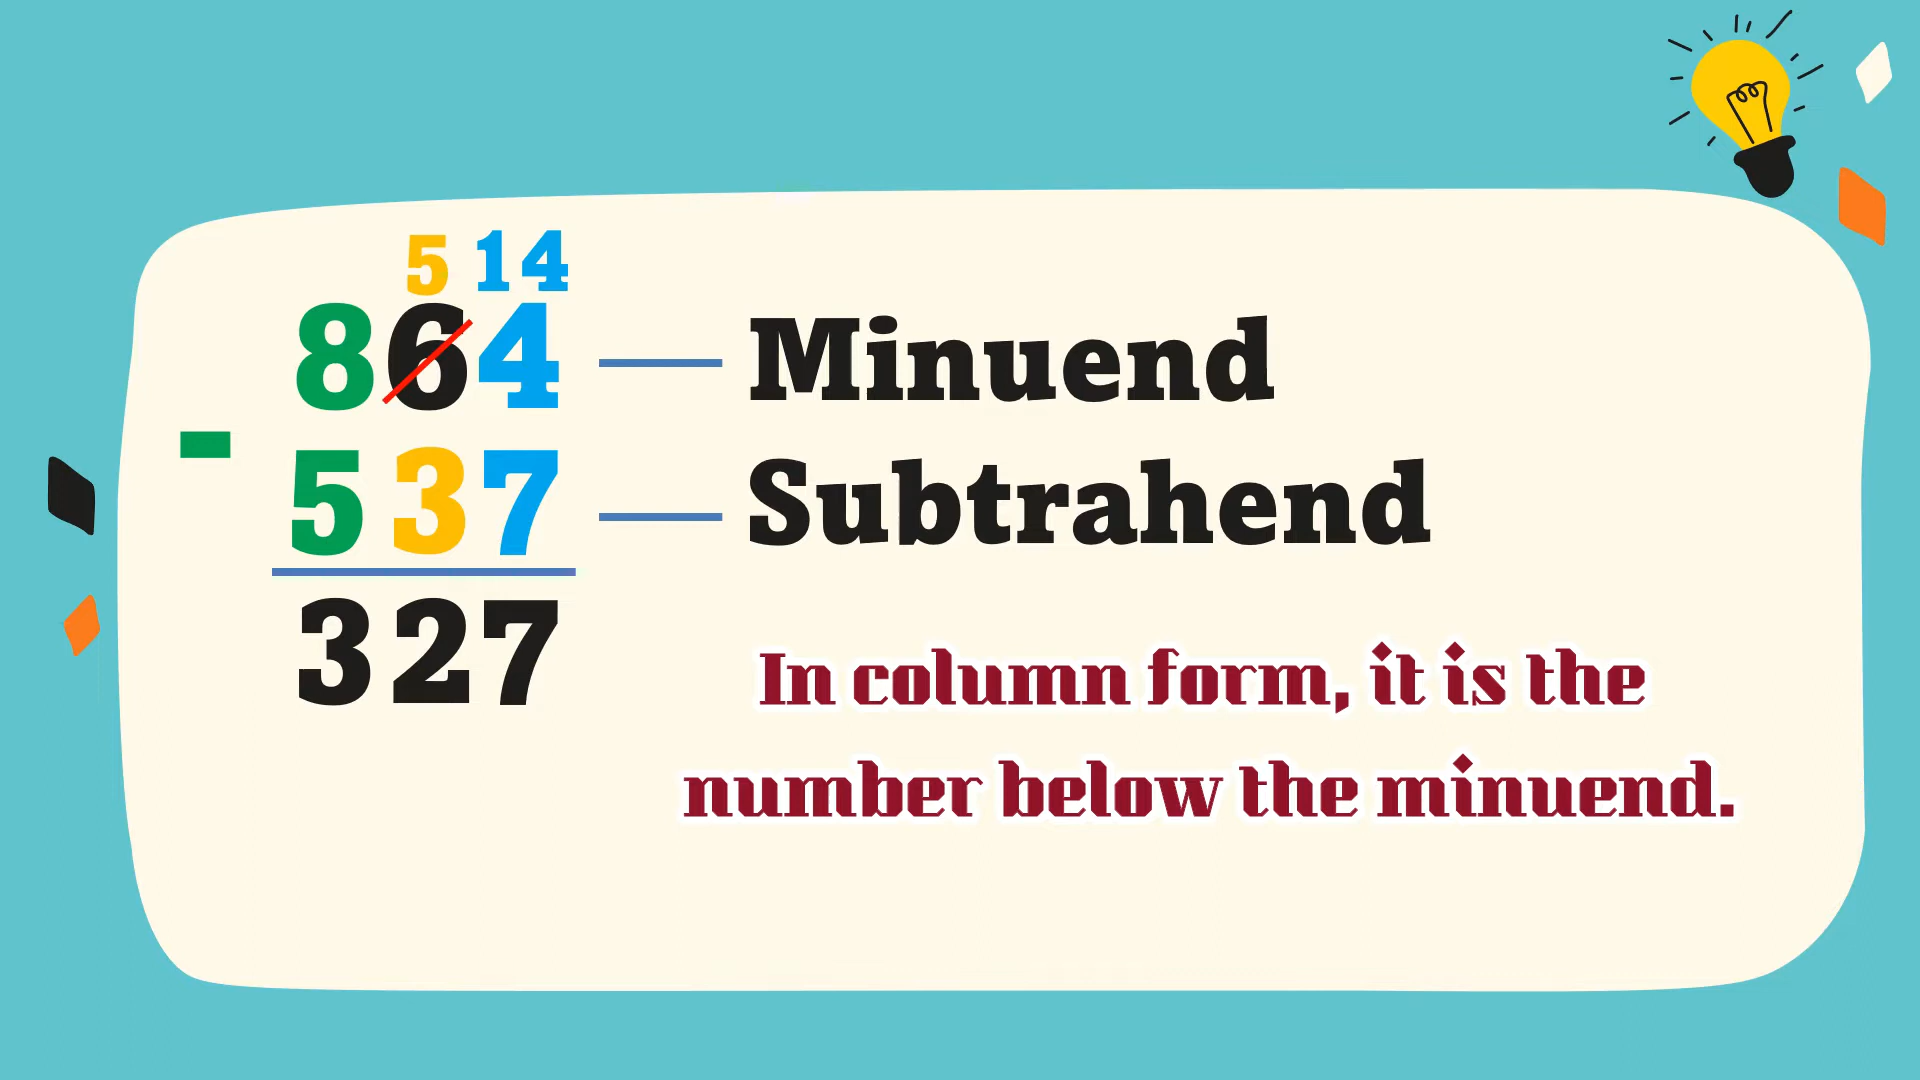 5 14
864 — Minuend
- 537 — Subtrahend
327
In column form, it is the
number below the minuend.